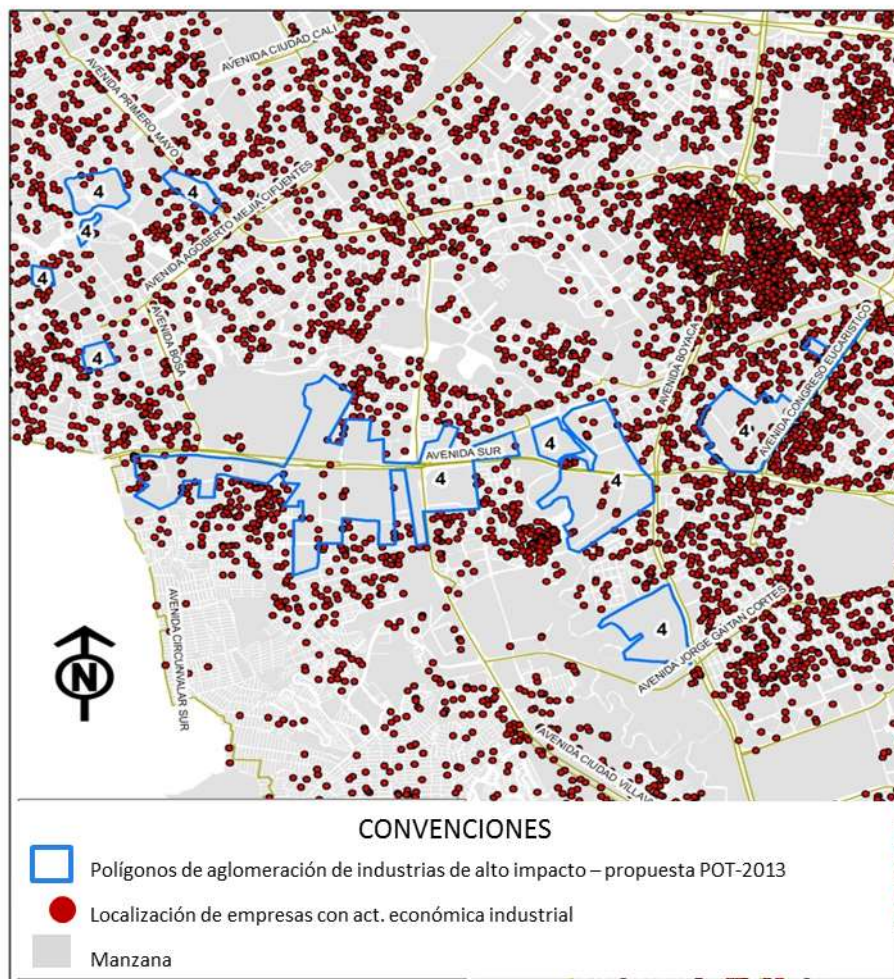 AVENIDA CIUDAD CALI
AVENIDA PRIMERO MAYO
4
4
4
AVENIDA AGOBERTO MEJIA CIFUENTES
4
4
AVENIDA BOSA
AVENIDA BOYACA
AVENIDA CONGRESO EUCARISTICO
4
4
AVENIDA SUR
4
4
AVENIDA CIRCUNVALAR SUR
N
4
AVENIDA JORGE GAITAN CORTES
AVENIDA CIUDAD VILLAV
CONVENCIONES
Polígonos de aglomeración de industrias de alto impacto – propuesta POT-2013
Localización de empresas con act. económica industrial
Manzana